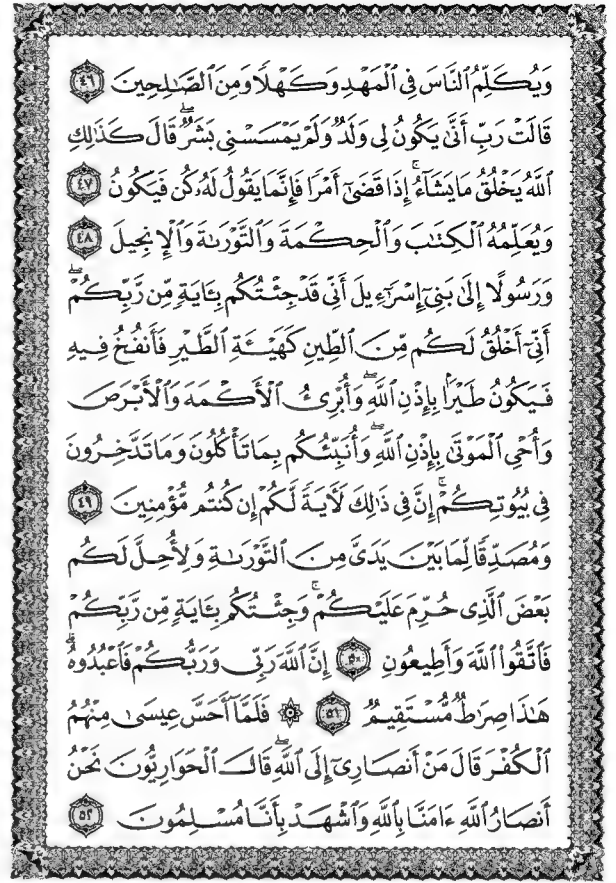 وَيُكَلِّمُ ٱلنَّاسَ فِي ٱلْمَهْدِ وَكَهْلًا وَمِنَ ٱلصَّٰلِحِينَ ٤٦
قَالَتْ رَبِّ أَنَّىٰ يَكُونُ لِي وَلَدٌ وَلَمْ يَمْسَسْنِي بَشَرٌ ۖ قَالَ كَذَٰلِكِ
ٱللَّهُ يَخْلُقُ مَا يَشَآءُ ۚ إِذَا قَضَىٰٓ أَمْرًا فَإِنَّمَا يَقُولُ لَهُۥ كُن فَيَكُونُ ٤٧
وَيُعَلِّمُهُ ٱلْكِتَٰبَ وَٱلْحِكْمَةَ وَٱلتَّوْرَىٰةَ وَٱلْإِنجِيلَ ٤٨
وَرَسُولًا إِلَىٰ بَنِيٓ إِسْرَٰٓءِيلَ أَنِّي قَدْ جِئْتُكُم بِـَٔايَةٍ مِّن رَّبِّكُمْ ۖ
أَنِّيٓ أَخْلُقُ لَكُم مِّنَ ٱلطِّينِ كَهَيْـَٔةِ ٱلطَّيْرِ فَأَنفُخُ فِيهِ
فَيَكُونُ طَيْرًۢا بِإِذْنِ ٱللَّهِ ۖ وَأُبْرِئُ ٱلْأَكْمَهَ وَٱلْأَبْرَصَ
وَأُحْيِ ٱلْمَوْتَىٰ بِإِذْنِ ٱللَّهِ ۖ وَأُنَبِّئُكُم بِمَا تَأْكُلُونَ وَمَا تَدَّخِرُونَ
فِي بُيُوتِكُمْ ۚ إِنَّ فِي ذَٰلِكَ لَـَٔايَةً لَّكُمْ إِن كُنتُم مُّؤْمِنِينَ ٤٩
وَمُصَدِّقًا لِّمَا بَيْنَ يَدَيَّ مِنَ ٱلتَّوْرَىٰةِ وَلِأُحِلَّ لَكُم
بَعْضَ ٱلَّذِي حُرِّمَ عَلَيْكُمْ ۚ وَجِئْتُكُم بِـَٔايَةٍ مِّن رَّبِّكُمْ
فَٱتَّقُوا۟ ٱللَّهَ وَأَطِيعُونِ ٥٠ إِنَّ ٱللَّهَ رَبِّي وَرَبُّكُمْ فَٱعْبُدُوهُ ۗ
هَٰذَا صِرَٰطٌ مُّسْتَقِيمٌ ٥١ ۞ فَلَمَّآ أَحَسَّ عِيسَىٰ مِنْهُمُ
ٱلْكُفْرَ قَالَ مَنْ أَنصَارِيٓ إِلَى ٱللَّهِ ۖ قَالَ ٱلْحَوَارِيُّونَ نَحْنُ
أَنصَارُ ٱللَّهِ ءَامَنَّا بِٱللَّهِ وَٱشْهَدْ بِأَنَّا مُسْلِمُونَ ٥٢